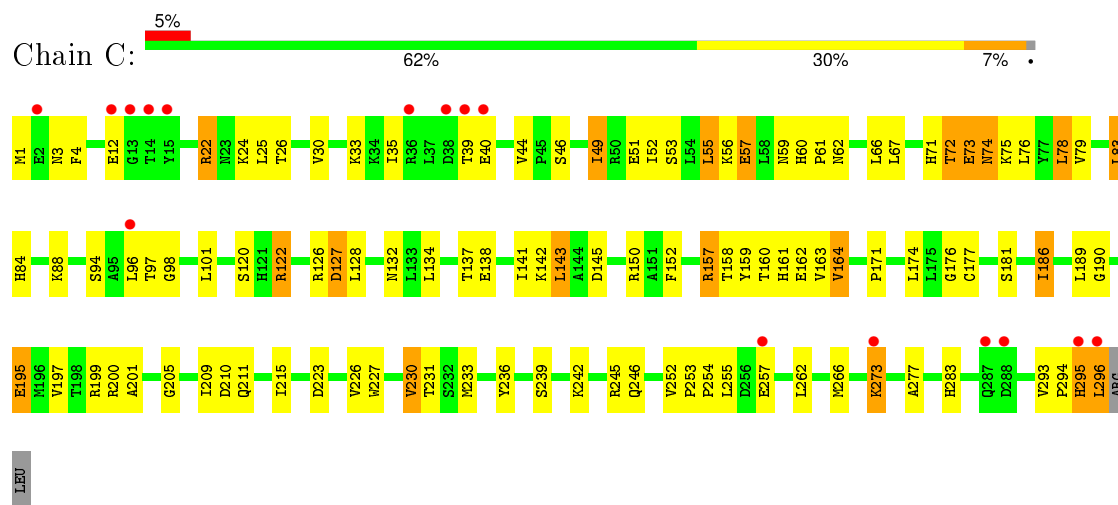 5%
Chain C:
62% 30% 7% •
M1 E2 N3 F4 E12 G13 T14 Y15 R22 N23 K24 L25 T26 V30 K33 K34 I35 R36 L37 D38 T39 E40 V44 P45 S46 I49 R50 E51 I52 S53 L54 L55 K56 E57 L58 N59 H60 P61 N62 L66 L67 H71 T72 E73 N74 K75 L76 Y77 L78 V79 L83
H84 K88 S94 A95 L96 T97 G98 L101 S120 H121 R122 R126 D127 L128 N132 L133 L134 T137 E138 I141 K142 L143 A144 D145 R150 A151 F152 R157 T158 Y159 T160 H161 E162 V163 V164 P171 L174 L175 G176 C177 S181 I186 L189 G190
E195 M196 V197 T198 R199 R200 A201 G205 I209 D210 Q211 I215 D223 V226 W227 V230 T231 S232 M233 Y236 S239 K242 R245 Q246 V252 P253 P254 L255 D256 E257 L262 M266 K273 A277 H283 Q287 D288 V293 P294 H295 L296 ARG
LEU